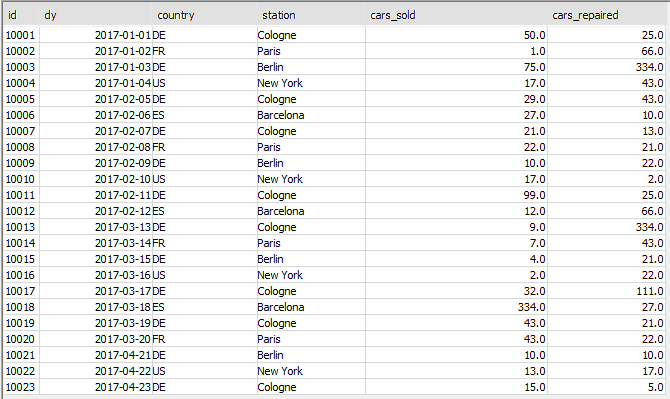 id dy country station cars_sold cars_repaired
10001 2017-01-01 DE Cologne 50.0 25.0
10002 2017-01-02 FR Paris 1.0 66.0
10003 2017-01-03 DE Berlin 75.0 334.0
10004 2017-01-04 US New York 17.0 43.0
10005 2017-02-05 DE Cologne 29.0 43.0
10006 2017-02-06 ES Barcelona 27.0 10.0
10007 2017-02-07 DE Cologne 21.0 13.0
10008 2017-02-08 FR Paris 22.0 21.0
10009 2017-02-09 DE Berlin 10.0 22.0
10010 2017-02-10 US New York 17.0 2.0
10011 2017-02-11 DE Cologne 99.0 25.0
10012 2017-02-12 ES Barcelona 12.0 66.0
10013 2017-03-13 DE Cologne 9.0 334.0
10014 2017-03-14 FR Paris 7.0 43.0
10015 2017-03-15 DE Berlin 4.0 21.0
10016 2017-03-16 US New York 2.0 22.0
10017 2017-03-17 DE Cologne 32.0 111.0
10018 2017-03-18 ES Barcelona 334.0 27.0
10019 2017-03-19 DE Cologne 43.0 21.0
10020 2017-03-20 FR Paris 43.0 22.0
10021 2017-04-21 DE Berlin 10.0 10.0
10022 2017-04-22 US New York 13.0 17.0
10023 2017-04-23 DE Cologne 15.0 5.0